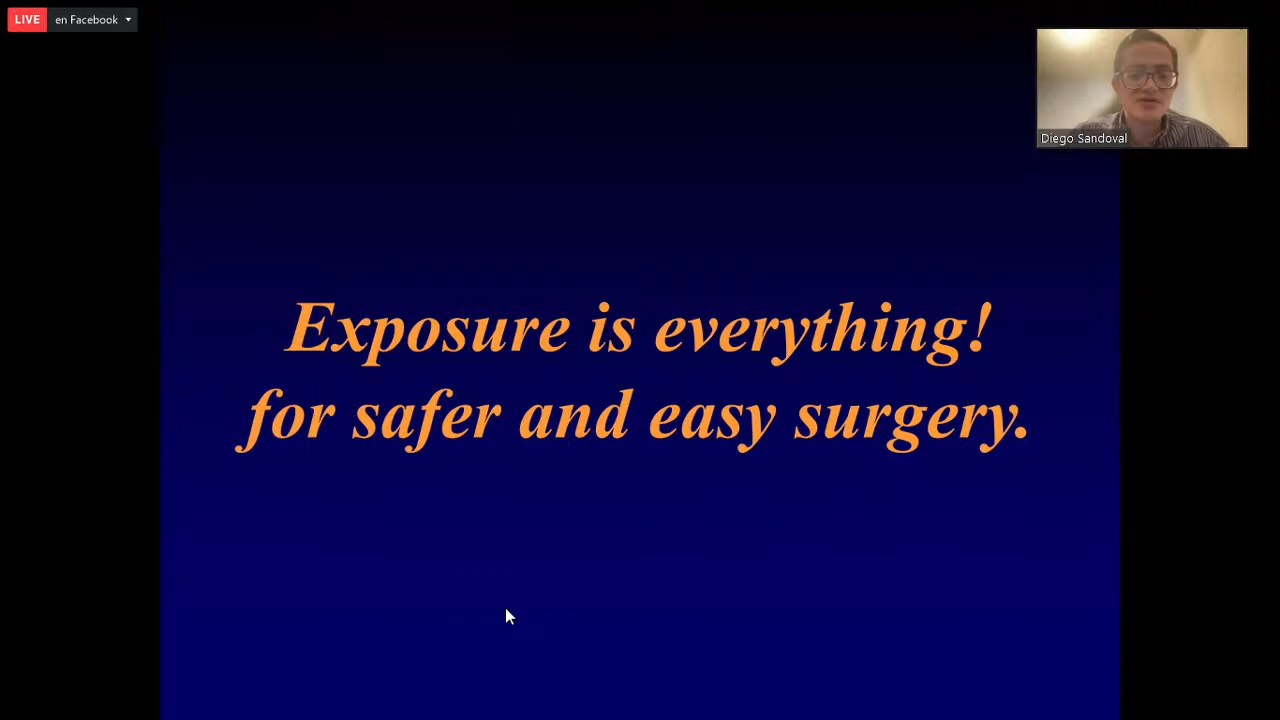 LIVE en Facebook
Diego Sandoval
Exposure is everything!
for safer and easy surgery.